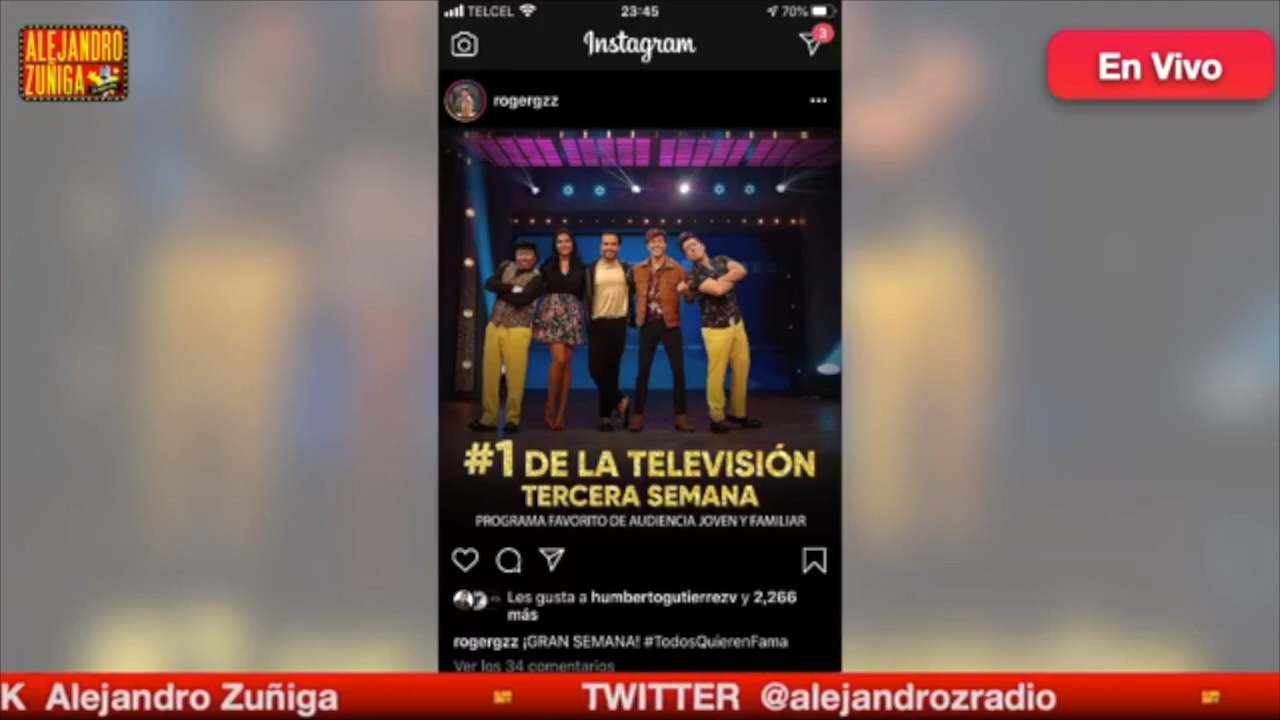 ALEJANDRO
ZUÑIGA
TELCEL
23:45
70%
Instagram
3
En Vivo
rogergzz
#1 DE LA TELEVISIÓN
TERCERA SEMANA
PROGRAMA FAVORITO DE AUDIENCIA JOVEN Y FAMILIAR
Les gusta a humbertogutierrezv y 2,266
más
rogergzz ¡GRAN SEMANA! #TodosQuierenFama
Ver los 34 comentarios
K Alejandro Zuñiga TWITTER @alejandrozradio